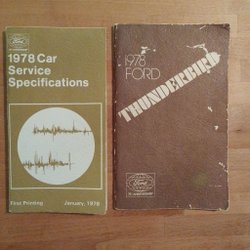 Ford
1978 Car
Service
Specifications
First Printing
January, 1978
1978
FORD
THUNDERBIRD
Ford